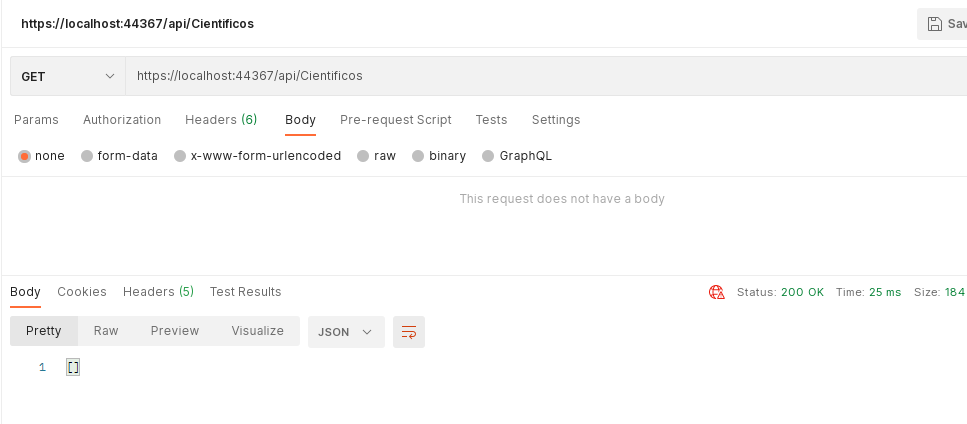 https://localhost:44367/api/Cientificos
Sav
GET https://localhost:44367/api/Cientificos
Params Authorization Headers (6) Body Pre-request Script Tests Settings
none form-data x-www-form-urlencoded raw binary GraphQL
This request does not have a body
Body Cookies Headers (5) Test Results Status: 200 OK Time: 25 ms Size: 184
Pretty Raw Preview Visualize JSON
1 []